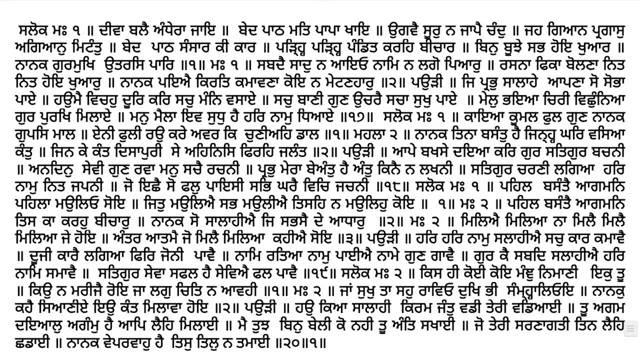 ਸਲੋਕ ਮਃ ੧ ॥ ਦੀਵਾ ਬਲੈ ਅੰਧੇਰਾ ਜਾਇ ॥ ਬੇਦ ਪਾਠ ਮਤਿ ਪਾਪਾ ਖਾਇ ॥ ਉਗਵੈ ਸੂਰੁ ਨ ਜਾਪੈ ਚੰਦੁ ॥ ਜਹ ਗਿਆਨ ਪ੍ਰਗਾਸੁ
ਅਗਿਆਨੁ ਮਿਟੰਤੁ ॥ ਬੇਦ ਪਾਠ ਸੰਸਾਰ ਕੀ ਕਾਰ ॥ ਪੜ੍ਹਿ ਪੜ੍ਹਿ ਪੰਡਿਤ ਕਰਹਿ ਬੀਚਾਰ ॥ ਬਿਨੁ ਬੂਝੇ ਸਭ ਹੋਇ ਖੁਆਰ ॥
ਨਾਨਕ ਗੁਰਮੁਖਿ ਉਤਰਸਿ ਪਾਰਿ ॥੧॥ ਮਃ ੧ ॥ ਸਬਦੈ ਸਾਦੁ ਨ ਆਇਓ ਨਾਮਿ ਨ ਲਗੋ ਪਿਆਰੁ ॥ ਰਸਨਾ ਫਿਕਾ ਬੋਲਣਾ ਨਿਤ
ਨਿਤ ਹੋਇ ਖੁਆਰੁ ॥ ਨਾਨਕ ਪਇਐ ਕਿਰਤਿ ਕਮਾਵਣਾ ਕੋਇ ਨ ਮੇਟਣਹਾਰੁ ॥੨॥ ਪਉੜੀ ॥ ਜਿ ਪ੍ਰਭੁ ਸਾਲਾਹੇ ਆਪਣਾ ਸੋ ਸੋਭਾ
ਪਾਏ ॥ ਹਉਮੈ ਵਿਚਹੁ ਦੂਰਿ ਕਰਿ ਸਚੁ ਮੰਨਿ ਵਸਾਏ ॥ ਸਚੁ ਬਾਣੀ ਗੁਣ ਉਚਰੈ ਸਚਾ ਸੁਖੁ ਪਾਏ ॥ ਮੇਲੁ ਭਇਆ ਚਿਰੀ ਵਿਛੁੰਨਿਆ
ਗੁਰ ਪੁਰਖਿ ਮਿਲਾਏ ॥ ਮਨੁ ਮੈਲਾ ਇਵ ਸੁਧੁ ਹੈ ਹਰਿ ਨਾਮੁ ਧਿਆਏ ॥੧੭॥ ਸਲੋਕ ਮਃ ੧ ॥ ਕਾਇਆ ਕੂਮਲ ਫੁਲ ਗੁਣ ਨਾਨਕ
ਗੁਪਸਿ ਮਾਲ ॥ ਏਨੀ ਫੁਲੀ ਰਉ ਕਰੇ ਅਵਰ ਕਿ ਚੁਣੀਅਹਿ ਡਾਲ ॥੧॥ ਮਹਲਾ ੨ ॥ ਨਾਨਕ ਤਿਨਾ ਬਸੰਤੁ ਹੈ ਜਿਨ੍ਹ੍ਹ ਘਰਿ ਵਸਿਆ
ਕੰਤੁ ॥ ਜਿਨ ਕੇ ਕੰਤ ਦਿਸਾਪੁਰੀ ਸੇ ਅਹਿਨਿਸਿ ਫਿਰਹਿ ਜਲੰਤ ॥੨॥ ਪਉੜੀ ॥ ਆਪੇ ਬਖਸੇ ਦਇਆ ਕਰਿ ਗੁਰ ਸਤਿਗੁਰ ਬਚਨੀ
॥ ਅਨਦਿਨੁ ਸੇਵੀ ਗੁਣ ਰਵਾ ਮਨੁ ਸਚੈ ਰਚਨੀ ॥ ਪ੍ਰਭੁ ਮੇਰਾ ਬੇਅੰਤੁ ਹੈ ਅੰਤੁ ਕਿਨੈ ਨ ਲਖਨੀ ॥ ਸਤਿਗੁਰ ਚਰਣੀ ਲਗਿਆ ਹਰਿ
ਨਾਮੁ ਨਿਤ ਜਪਨੀ ॥ ਜੋ ਇਛੈ ਸੋ ਫਲੁ ਪਾਇਸੀ ਸਭਿ ਘਰੈ ਵਿਚਿ ਜਚਨੀ ॥੧੮॥ ਸਲੋਕ ਮਃ ੧ ॥ ਪਹਿਲ ਬਸੰਤੈ ਆਗਮਨਿ
ਪਹਿਲਾ ਮਉਲਿਓ ਸੋਇ ॥ ਜਿਤੁ ਮਉਲਿਐ ਸਭ ਮਉਲੀਐ ਤਿਸਹਿ ਨ ਮਉਲਿਹੁ ਕੋਇ ॥੧॥ ਮਃ ੨ ॥ ਪਹਿਲ ਬਸੰਤੈ ਆਗਮਨਿ
ਤਿਸ ਕਾ ਕਰਹੁ ਬੀਚਾਰੁ ॥ ਨਾਨਕ ਸੋ ਸਾਲਾਹੀਐ ਜਿ ਸਭਸੈ ਦੇ ਆਧਾਰੁ ॥੨॥ ਮਃ ੨ ॥ ਮਿਲਿਐ ਮਿਲਿਆ ਨਾ ਮਿਲੈ ਮਿਲੈ
ਮਿਲਿਆ ਜੇ ਹੋਇ ॥ ਅੰਤਰ ਆਤਮੈ ਜੋ ਮਿਲੈ ਮਿਲਿਆ ਕਹੀਐ ਸੋਇ ॥੩॥ ਪਉੜੀ ॥ ਹਰਿ ਹਰਿ ਨਾਮੁ ਸਲਾਹੀਐ ਸਚੁ ਕਾਰ ਕਮਾਵੈ
॥ ਦੂਜੀ ਕਾਰੈ ਲਗਿਆ ਫਿਰਿ ਜੋਨੀ ਪਾਵੈ ॥ ਨਾਮਿ ਰਤਿਆ ਨਾਮੁ ਪਾਈਐ ਨਾਮੇ ਗੁਣ ਗਾਵੈ ॥ ਗੁਰ ਕੈ ਸਬਦਿ ਸਲਾਹੀਐ ਹਰਿ
ਨਾਮਿ ਸਮਾਵੈ ॥ ਸਤਿਗੁਰ ਸੇਵਾ ਸਫਲ ਹੈ ਸੇਵਿਐ ਫਲ ਪਾਵੈ ॥੧੯॥ ਸਲੋਕ ਮਃ ੨ ॥ ਕਿਸ ਹੀ ਕੋਈ ਕੋਇ ਮੰਞੁ ਨਿਮਾਣੀ ਇਕੁ ਤੂ
॥ ਕਿਉ ਨ ਮਰੀਜੈ ਰੋਇ ਜਾ ਲਗੁ ਚਿਤਿ ਨ ਆਵਹੀ ॥੧॥ ਮਃ ੨ ॥ ਜਾਂ ਸੁਖੁ ਤਾ ਸਹੁ ਰਾਵਿਓ ਦੁਖਿ ਭੀ ਸੰਮ੍ਹ੍ਹਾਲਿਓਇ ॥ ਨਾਨਕੁ
ਕਹੈ ਸਿਆਣੀਏ ਇਉ ਕੰਤ ਮਿਲਾਵਾ ਹੋਇ ॥੨॥ ਪਉੜੀ ॥ ਹਉ ਕਿਆ ਸਾਲਾਹੀ ਕਿਰਮ ਜੰਤੁ ਵਡੀ ਤੇਰੀ ਵਡਿਆਈ ॥ ਤੂ ਅਗਮ
ਦਇਆਲੁ ਅਗੰਮੁ ਹੈ ਆਪਿ ਲੈਹਿ ਮਿਲਾਈ ॥ ਮੈ ਤੁਝ ਬਿਨੁ ਬੇਲੀ ਕੋ ਨਹੀ ਤੂ ਅੰਤਿ ਸਖਾਈ ॥ ਜੋ ਤੇਰੀ ਸਰਣਾਗਤੀ ਤਿਨ ਲੈਹਿ
ਛਡਾਈ ॥ ਨਾਨਕ ਵੇਪਰਵਾਹੁ ਹੈ ਤਿਸੁ ਤਿਲੁ ਨ ਤਮਾਈ ॥੨੦॥੧॥